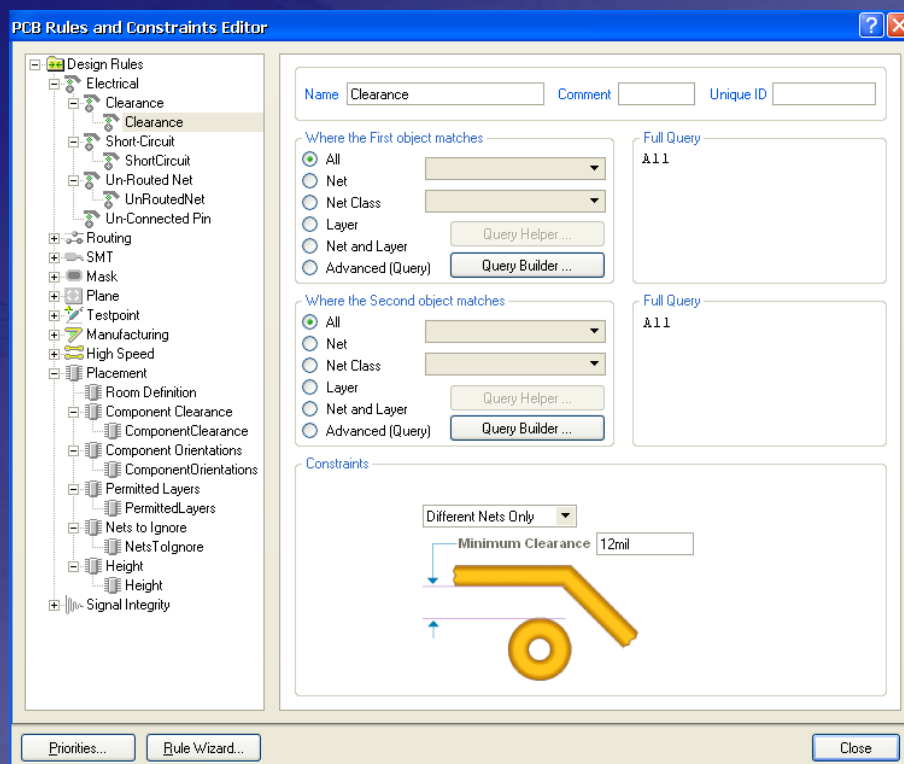 PCB Rules and Constraints Editor
Design Rules
Electrical
Clearance
Clearance
Short-Circuit
ShortCircuit
Un-Routed Net
UnRoutedNet
Un-Connected Pin
Routing
SMT
Mask
Plane
Testpoint
Manufacturing
High Speed
Placement
Room Definition
Component Clearance
ComponentClearance
Component Orientations
ComponentOrientations
Permitted Layers
PermittedLayers
Nets to Ignore
NetsToIgnore
Height
Height
Signal Integrity
Name Clearance Comment Unique ID
Where the First object matches
All
Net
Net Class
Layer
Net and Layer
Advanced (Query)
Query Helper ...
Query Builder ...
Full Query
All
Where the Second object matches
All
Net
Net Class
Layer
Net and Layer
Advanced (Query)
Query Helper ...
Query Builder ...
Full Query
All
Constraints
Different Nets Only
Minimum Clearance 12mil
Priorities... Rule Wizard... Close